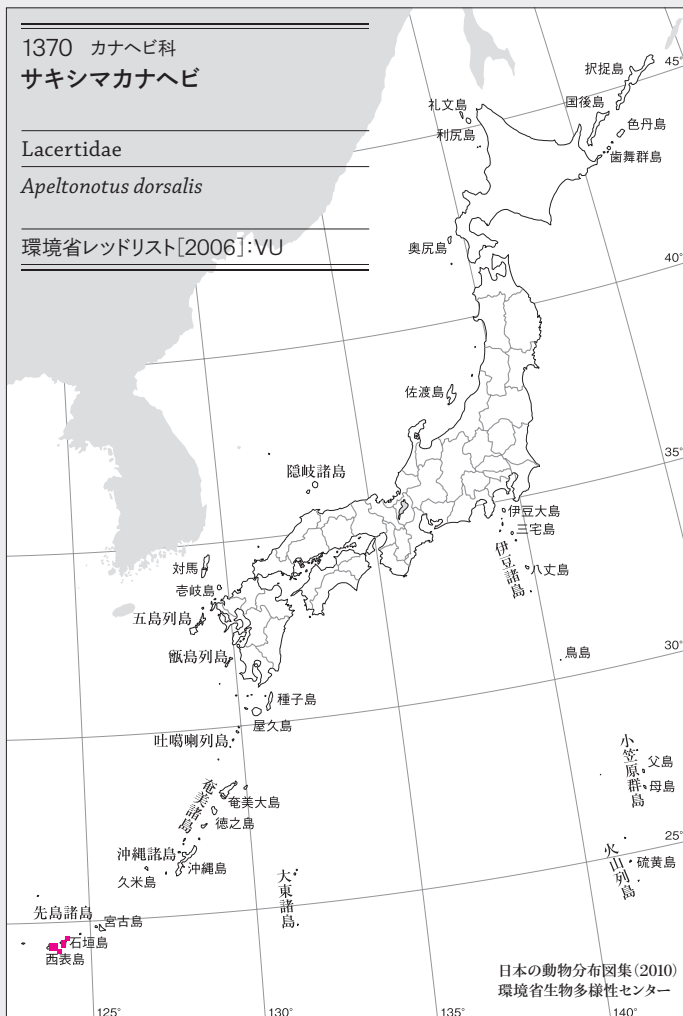 1370 カナヘビ科
サキシマカナヘビ
Lacertidae
Apeltonotus dorsalis
環境省レッドリスト[2006]:VU
45°
択捉島
国後島
礼文島
色丹島
利尻島
歯舞群島
奥尻島
40°
佐渡島
35°
隠岐諸島
伊豆大島
三宅島
伊豆諸島
八丈島
対馬
壱岐島
五島列島
甑島列島
鳥島
30°
種子島
屋久島
吐噶喇列島
小笠原群島
父島
母島
奄美諸島
奄美大島
徳之島
25°
沖縄諸島
沖縄島
久米島
大東諸島
火山列島
硫黄島
先島諸島
宮古島
石垣島
西表島
日本の動物分布図集(2010)
環境省生物多様性センター
125°
130°
135°
140°